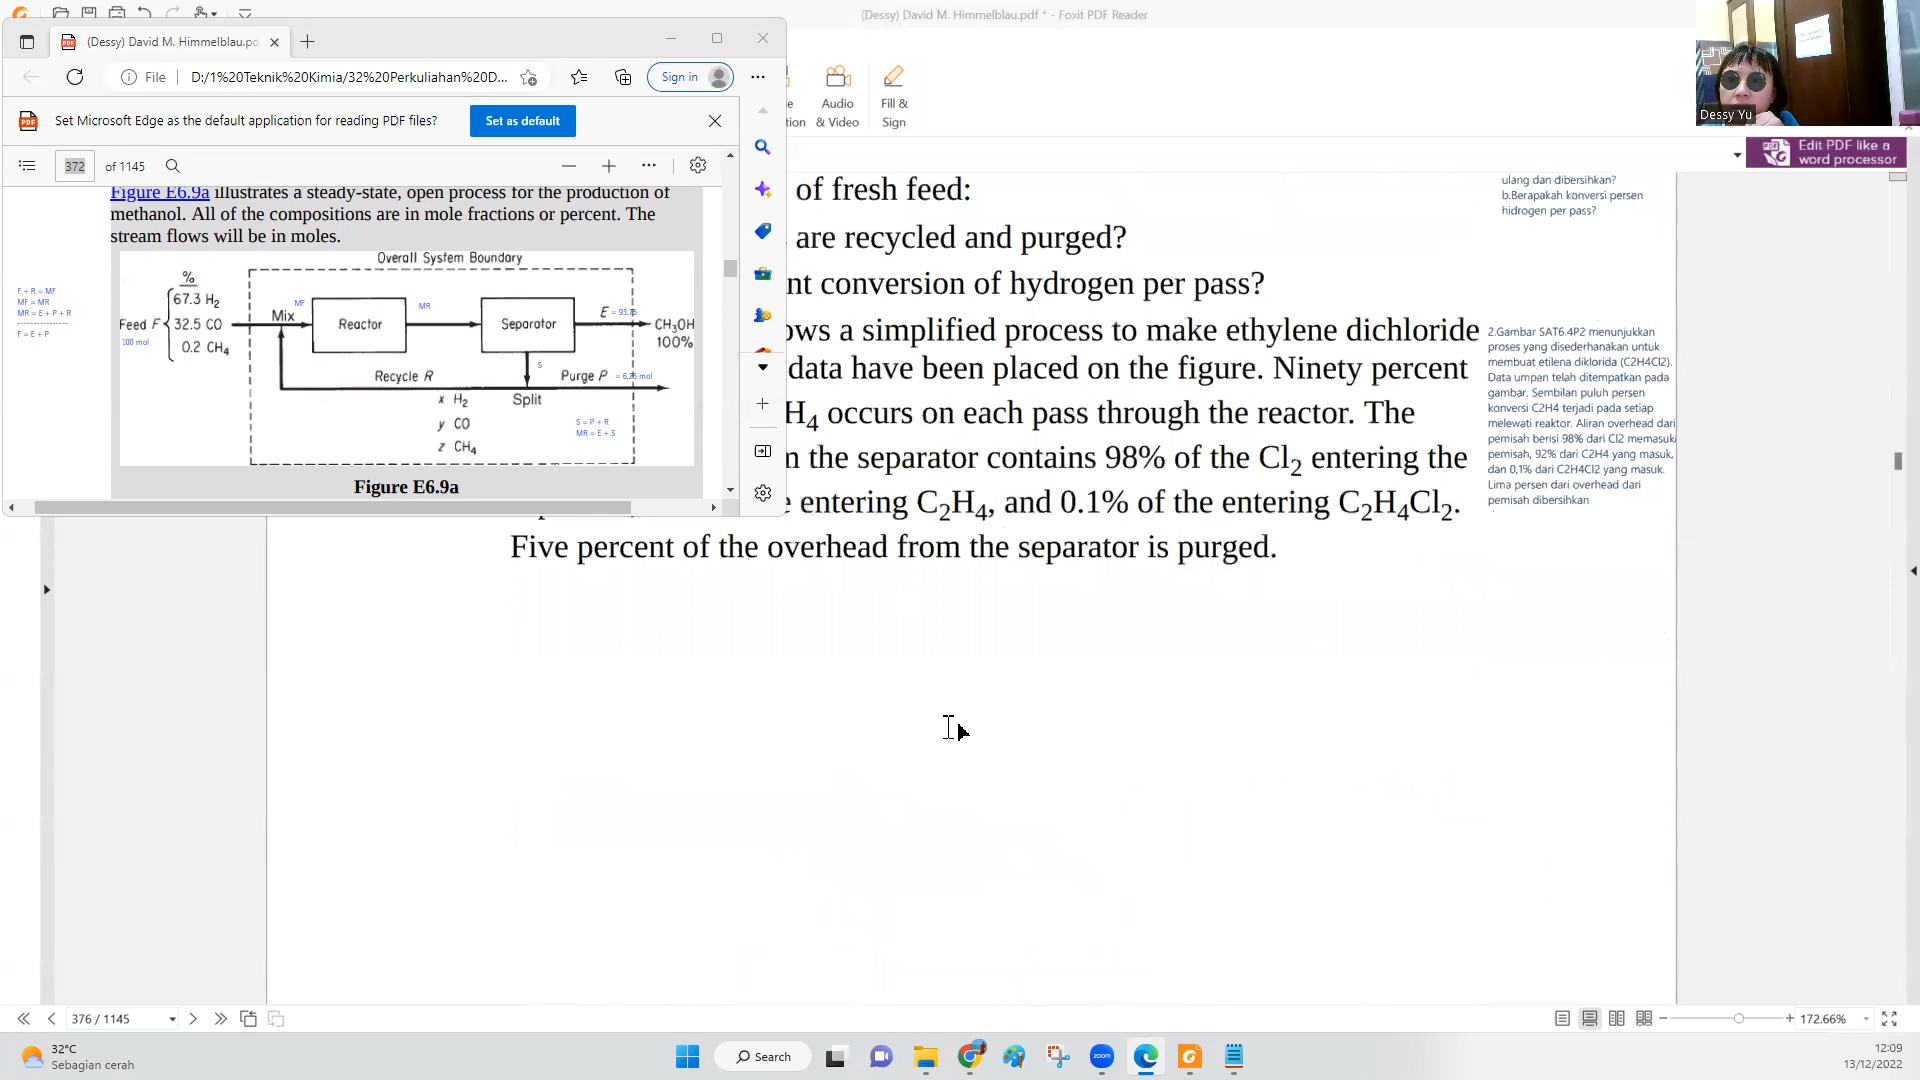 (Dessy) David M. Himmelblau.pdf * - Foxit PDF Reader
(Dessy) David M. Himmelblau.pd
File D:/1%20Teknik%20Kimia/32%20Perkuliahan%20D...
Sign in
Set Microsoft Edge as the default application for reading PDF files?
Set as default
372 of 1145
Audio & Video
Fill & Sign
Dessy Yu
Edit PDF like a
word processor
Figure E6.9a illustrates a steady-state, open process for the production of
methanol. All of the compositions are in mole fractions or percent. The
stream flows will be in moles.
Overall System Boundary
%
67.3 H2
Feed F 32.5 CO
0.2 CH4
100 mol
Mix
MF
Reactor
MR
Separator
E = 93,75
CH3OH
100%
S
Recycle R
Purge P = 6,25 mol
x H2
Split
y CO
z CH4
S = P + R
MR = E + S
F + R = MF
MF = MR
MR = E + P + R
----------------
F = E + P
Figure E6.9a
of fresh feed:
are recycled and purged?
nt conversion of hydrogen per pass?
ows a simplified process to make ethylene dichloride
data have been placed on the figure. Ninety percent
H4 occurs on each pass through the reactor. The
the separator contains 98% of the Cl2 entering the
entering C2H4, and 0.1% of the entering C2H4Cl2.
Five percent of the overhead from the separator is purged.
ulang dan dibersihkan?
b.Berapakah konversi persen
hidrogen per pass?
2.Gambar SAT6.4P2 menunjukkan
proses yang disederhanakan untuk
membuat etilena diklorida (C2H4Cl2).
Data umpan telah ditempatkan pada
gambar. Sembilan puluh persen
konversi C2H4 terjadi pada setiap
melewati reaktor. Aliran overhead dari
pemisah berisi 98% dari Cl2 memasuki
pemisah, 92% dari C2H4 yang masuk,
dan 0,1% dari C2H4Cl2 yang masuk.
Lima persen dari overhead dari
pemisah dibersihkan
376 / 1145
172.66%
32°C
Sebagian cerah
Search
zoom
12:09
13/12/2022